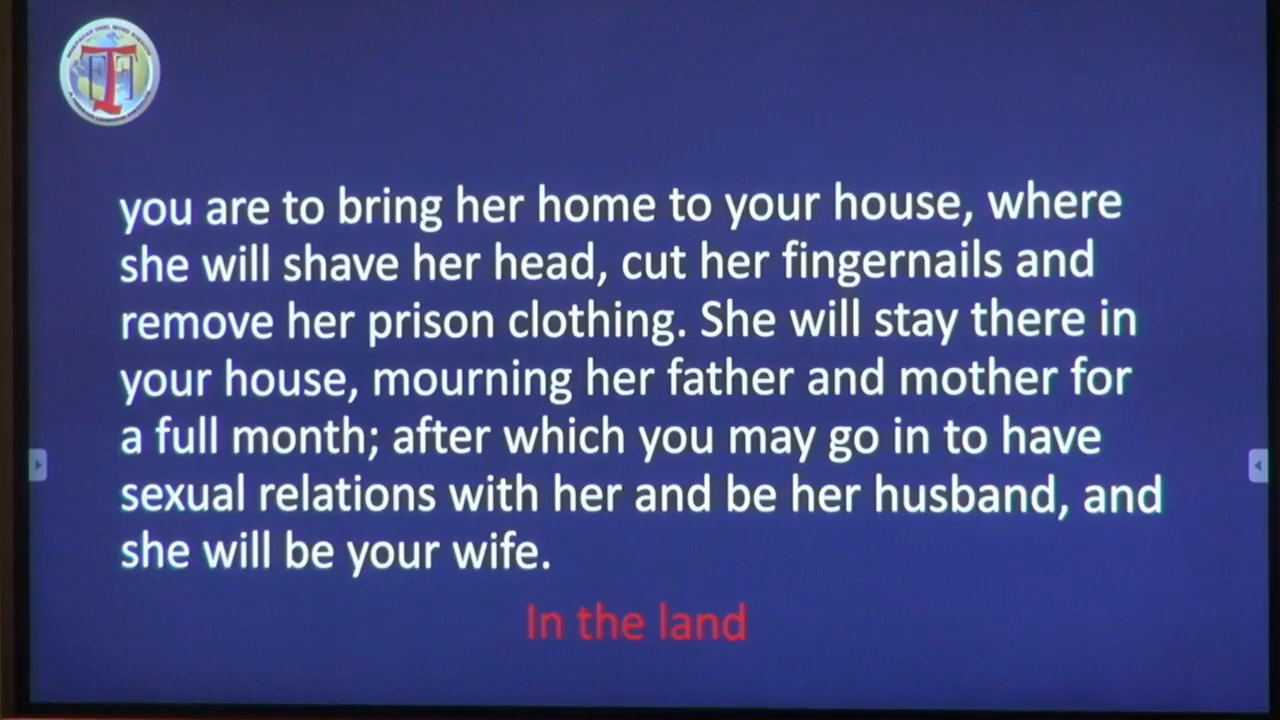 you are to bring her home to your house, where
she will shave her head, cut her fingernails and
remove her prison clothing. She will stay there in
your house, mourning her father and mother for
a full month; after which you may go in to have
sexual relations with her and be her husband, and
she will be your wife.
In the land